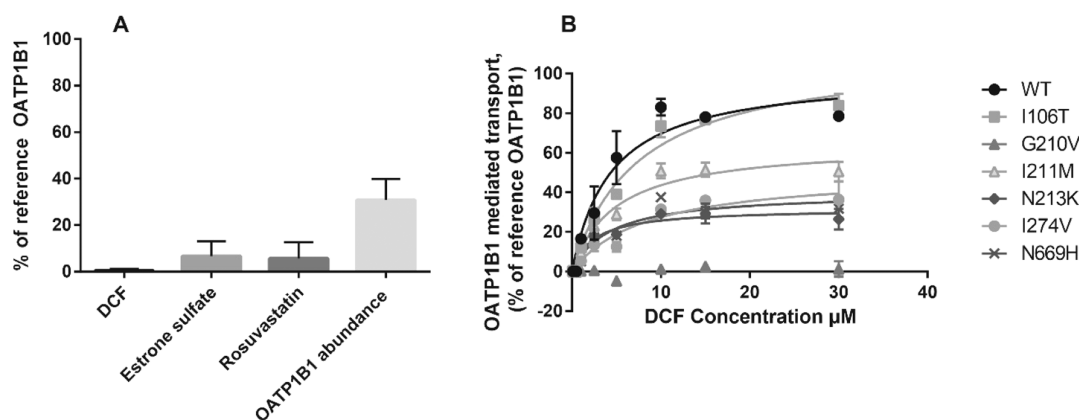 A
% of reference OATP1B1
100
80
60
40
20
0
DCF
Estrone sulfate
Rosuvastatin
OATP1B1 abundance
B
OATP1B1 mediated transport,
(% of reference OATP1B1)
100
80
60
40
20
0
-20
10
20
30
40
DCF Concentration µM
WT
I106T
G210V
I211M
N213K
I274V
N669H